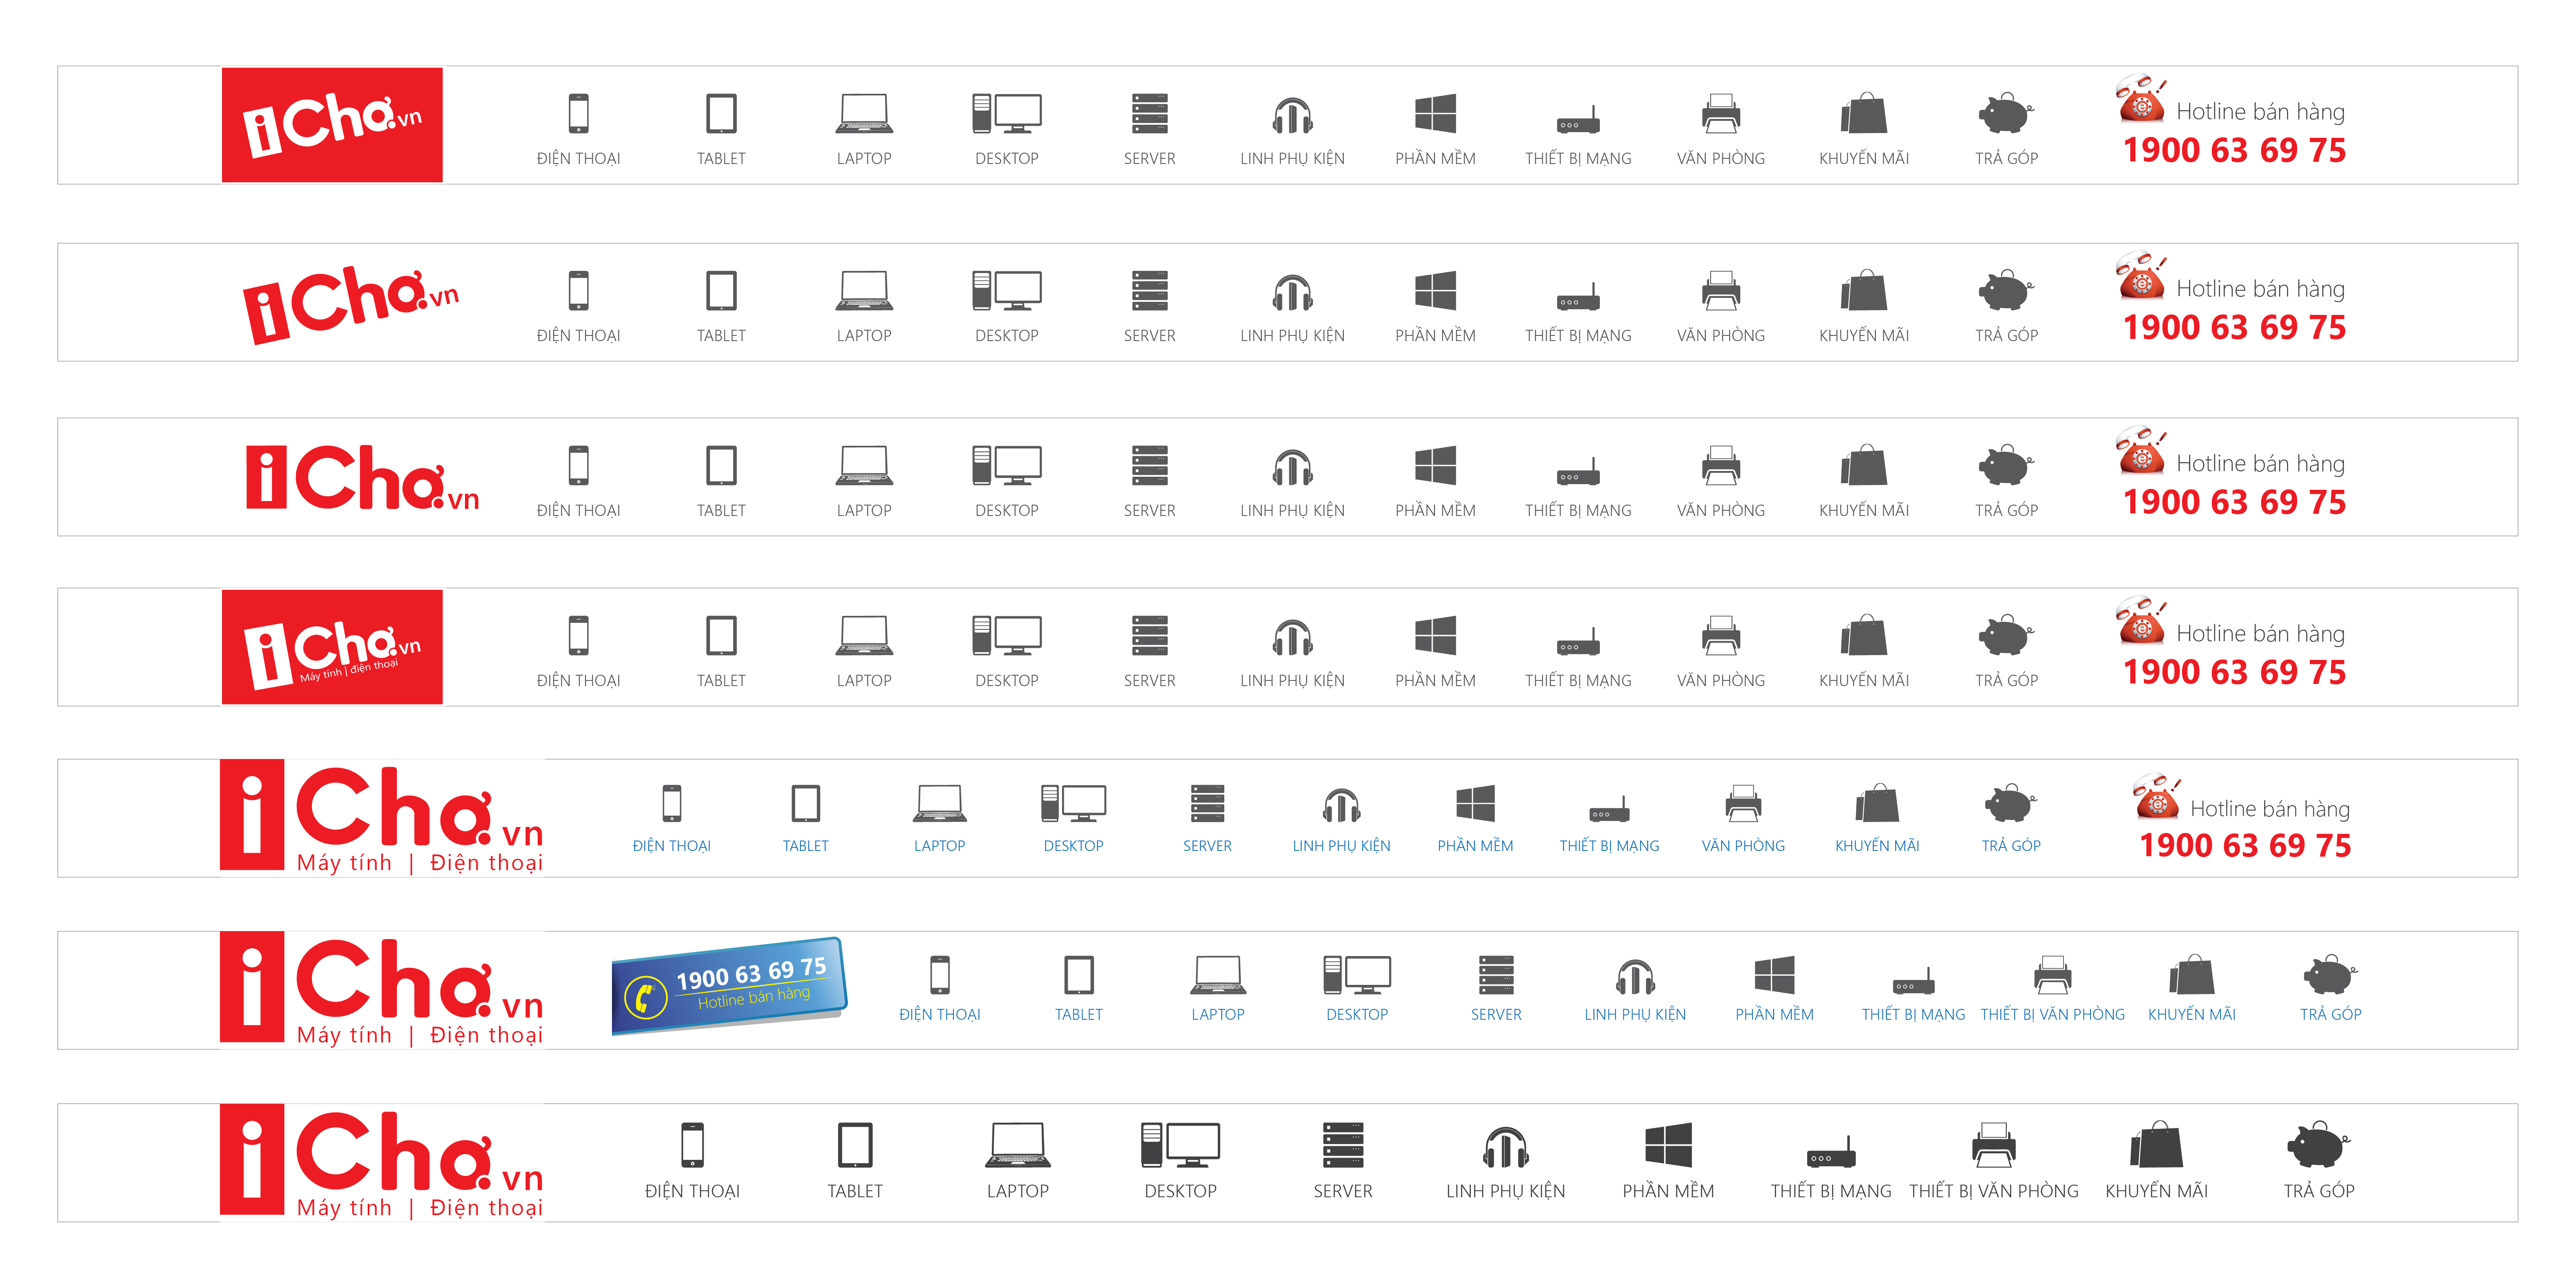 iChợ.vn
ĐIỆN THOẠI TABLET LAPTOP DESKTOP SERVER LINH PHỤ KIỆN PHẦN MỀM THIẾT BỊ MẠNG VĂN PHÒNG KHUYẾN MÃI TRẢ GÓP
Hotline bán hàng
1900 63 69 75
iChợ.vn
ĐIỆN THOẠI TABLET LAPTOP DESKTOP SERVER LINH PHỤ KIỆN PHẦN MỀM THIẾT BỊ MẠNG VĂN PHÒNG KHUYẾN MÃI TRẢ GÓP
Hotline bán hàng
1900 63 69 75
iChợ.vn
ĐIỆN THOẠI TABLET LAPTOP DESKTOP SERVER LINH PHỤ KIỆN PHẦN MỀM THIẾT BỊ MẠNG VĂN PHÒNG KHUYẾN MÃI TRẢ GÓP
Hotline bán hàng
1900 63 69 75
iChợ.vn
Máy tính | điện thoại
ĐIỆN THOẠI TABLET LAPTOP DESKTOP SERVER LINH PHỤ KIỆN PHẦN MỀM THIẾT BỊ MẠNG VĂN PHÒNG KHUYẾN MÃI TRẢ GÓP
Hotline bán hàng
1900 63 69 75
iChợ.vn
Máy tính | Điện thoại
ĐIỆN THOẠI TABLET LAPTOP DESKTOP SERVER LINH PHỤ KIỆN PHẦN MỀM THIẾT BỊ MẠNG VĂN PHÒNG KHUYẾN MÃI TRẢ GÓP
Hotline bán hàng
1900 63 69 75
iChợ.vn
Máy tính | Điện thoại
1900 63 69 75
Hotline bán hàng
ĐIỆN THOẠI TABLET LAPTOP DESKTOP SERVER LINH PHỤ KIỆN PHẦN MỀM THIẾT BỊ MẠNG THIẾT BỊ VĂN PHÒNG KHUYẾN MÃI TRẢ GÓP
iChợ.vn
Máy tính | Điện thoại
ĐIỆN THOẠI TABLET LAPTOP DESKTOP SERVER LINH PHỤ KIỆN PHẦN MỀM THIẾT BỊ MẠNG THIẾT BỊ VĂN PHÒNG KHUYẾN MÃI TRẢ GÓP